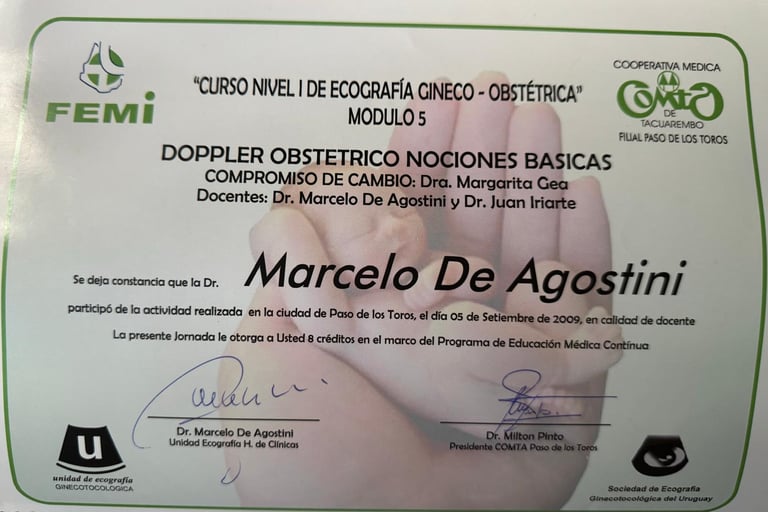 FEMI
"CURSO NIVEL I DE ECOGRAFÍA GINECO - OBSTÉTRICA"
MODULO 5
COOPERATIVA MEDICA
COMTA
DE
TACUAREMBO
FILIAL PASO DE LOS TOROS
DOPPLER OBSTETRICO NOCIONES BASICAS
COMPROMISO DE CAMBIO: Dra. Margarita Gea
Docentes: Dr. Marcelo De Agostini y Dr. Juan Iriarte
Se deja constancia que la Dr. Marcelo De Agostini
participó de la actividad realizada en la ciudad de Paso de los Toros, el día 05 de Setiembre de 2009, en calidad de docente
La presente Jornada le otorga a Usted 8 créditos en el marco del Programa de Educación Médica Contínua
Dr. Marcelo De Agostini
Unidad Ecografía H. de Clínicas
Dr. Milton Pinto
Presidente COMTA Paso de los Toros
u
unidad de ecografía
GINECOTOCOLOGICA
Sociedad de Ecografía
Ginecotocológica del Uruguay